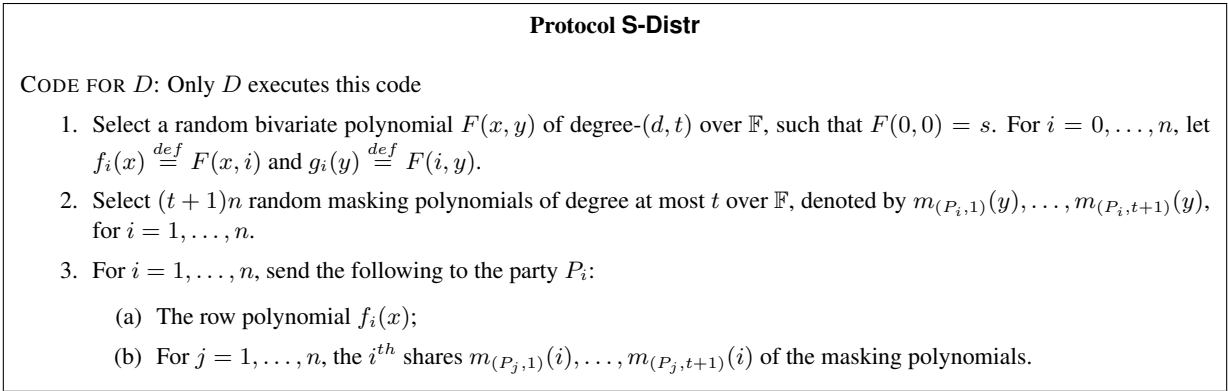 Protocol S-Distr
CODE FOR D: Only D executes this code
1. Select a random bivariate polynomial F(x, y) of degree-(d, t) over 𝔽, such that F(0, 0) = s. For i = 0, . . . , n, let
f_i(x) \stackrel{def}{=} F(x, i) and g_i(y) \stackrel{def}{=} F(i, y).
2. Select (t + 1)n random masking polynomials of degree at most t over 𝔽, denoted by m_{(P_i,1)}(y), . . . , m_{(P_i,t+1)}(y),
for i = 1, . . . , n.
3. For i = 1, . . . , n, send the following to the party P_i:
(a) The row polynomial f_i(x);
(b) For j = 1, . . . , n, the i^{th} shares m_{(P_j,1)}(i), . . . , m_{(P_j,t+1)}(i) of the masking polynomials.